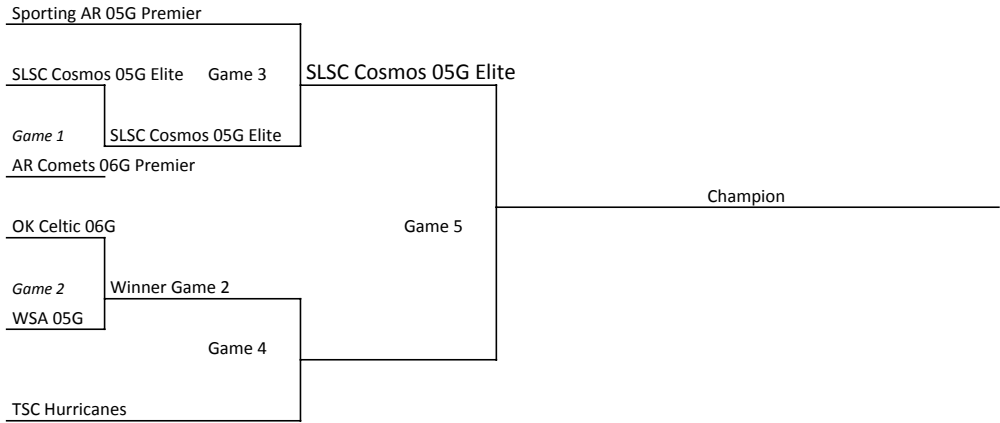 Sporting AR 05G Premier
SLSC Cosmos 05G Elite
Game 3
SLSC Cosmos 05G Elite
Game 1
SLSC Cosmos 05G Elite
AR Comets 06G Premier
Champion
OK Celtic 06G
Game 5
Game 2
Winner Game 2
WSA 05G
Game 4
TSC Hurricanes